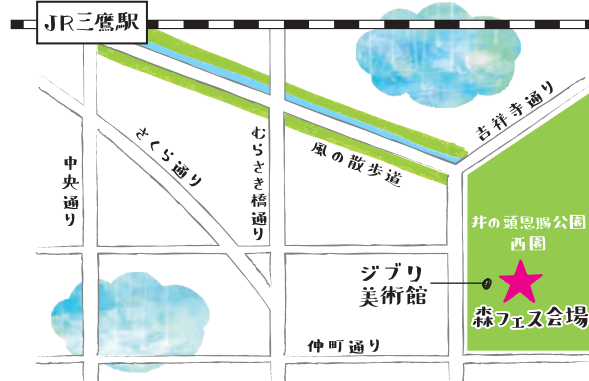 JR三鷹駅
吉祥寺通り
さくら通り
むらさき橋通り
風の散歩道
中央通り
井の頭恩賜公園
西園
ジブリ
美術館
森フェス会場
仲町通り